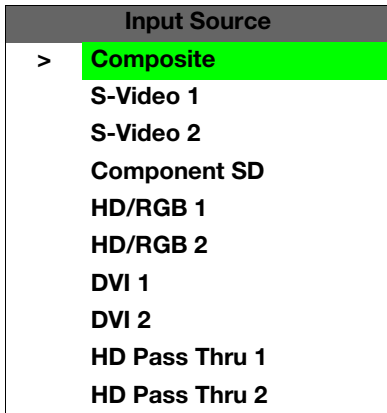 Input Source
> Composite
S-Video 1
S-Video 2
Component SD
HD/RGB 1
HD/RGB 2
DVI 1
DVI 2
HD Pass Thru 1
HD Pass Thru 2